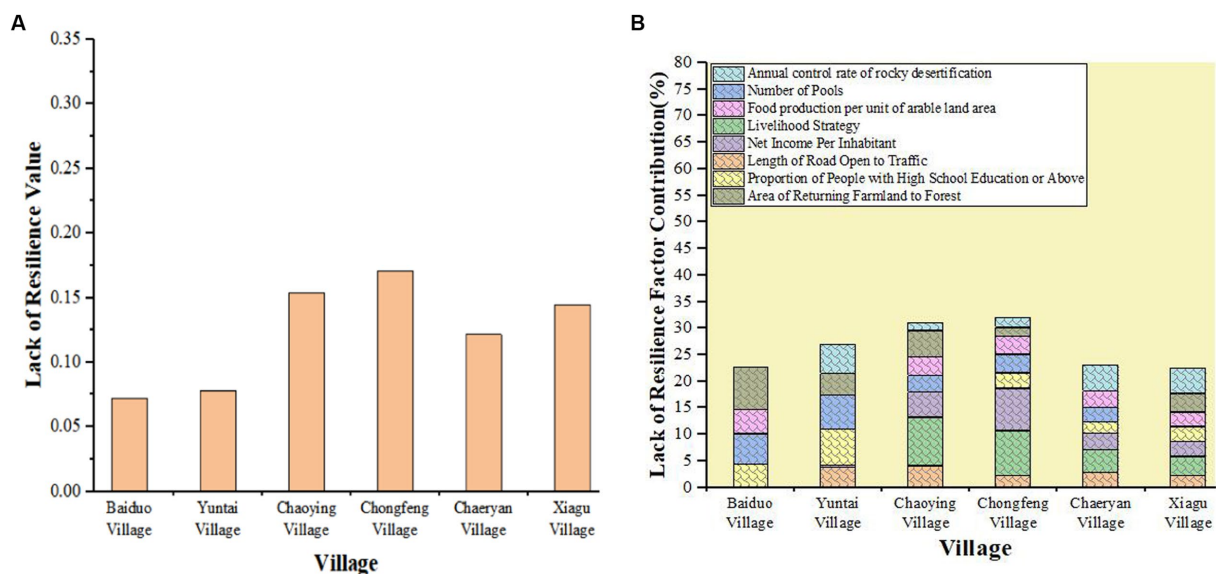 A
Lack of Resilience Value
0.35
0.30
0.25
0.20
0.15
0.10
0.05
0.00
Baiduo
Village
Yuntai
Village
Chaoying
Village
Chongfeng
Village
Chaeryan
Village
Xiagu
Village
Village
B
Lack of Resilience Factor Contribution(%)
80
75
70
65
60
55
50
45
40
35
30
25
20
15
10
5
0
Annual control rate of rocky desertification
Number of Pools
Food production per unit of arable land area
Livelihood Strategy
Net Income Per Inhabitant
Length of Road Open to Traffic
Proportion of People with High School Education or Above
Area of Returning Farmland to Forest
Baiduo
Village
Yuntai
Village
Chaoying
Village
Chongfeng
Village
Chaeryan
Village
Xiagu
Village
Village